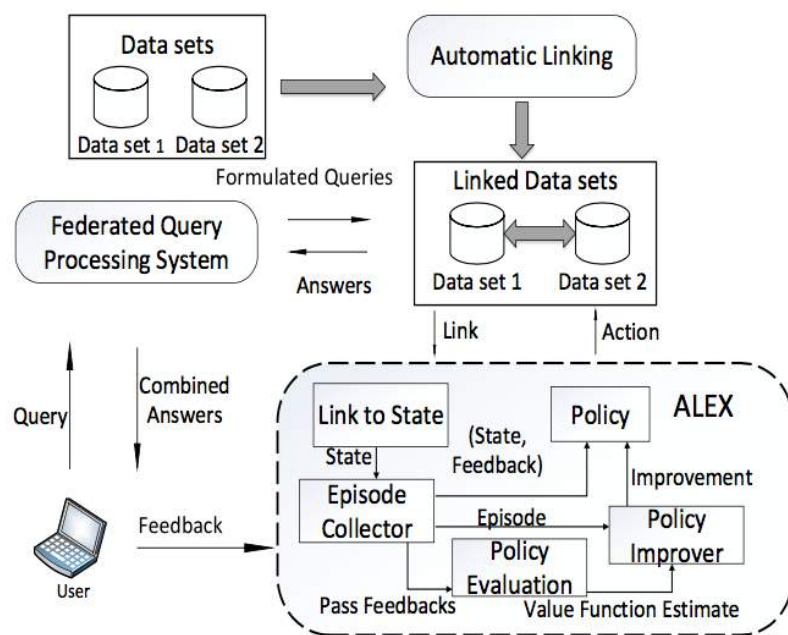 Data sets
Data set 1
Data set 2
Automatic Linking
Formulated Queries
Linked Data sets
Data set 1
Data set 2
Federated Query
Processing System
Answers
Link
Action
Query
Combined
Answers
ALEX
Link to State
Policy
(State,
Feedback)
State
Improvement
Episode
Collector
Episode
Policy
Improver
Feedback
Policy
Evaluation
User
Pass Feedbacks
Value Function Estimate